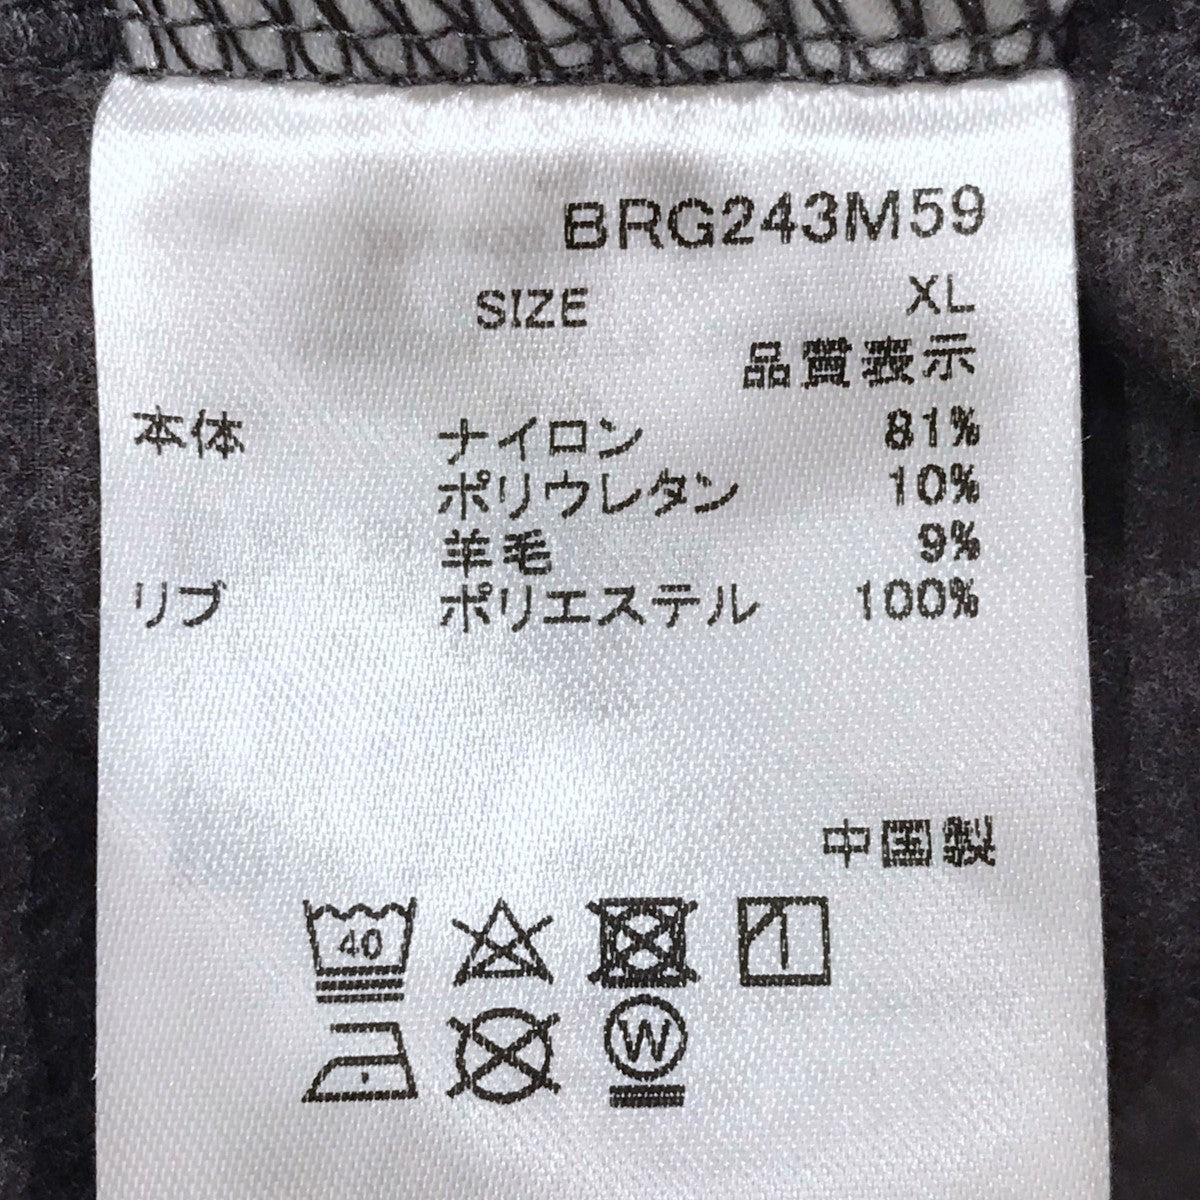 BRG243M59
SIZE XL
品質表示
本体 ナイロン 81%
ポリウレタン 10%
羊毛 9%
リブ ポリエステル 100%
中国製
40
W